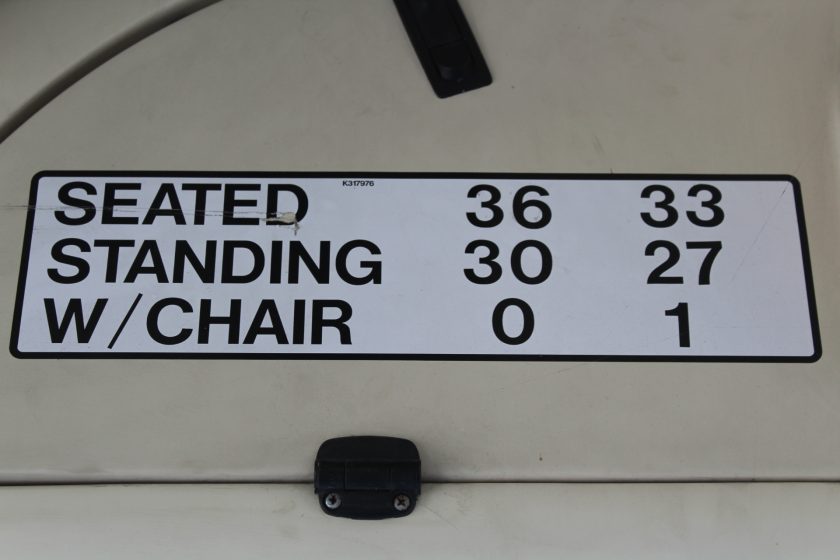 K317976
SEATED 36 33
STANDING 30 27
W/CHAIR 0 1